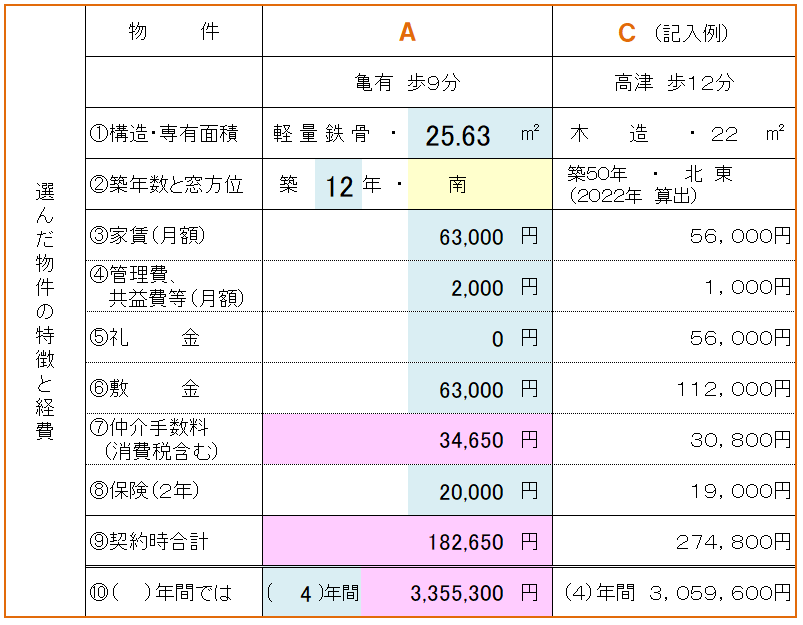 選んだ物件の特徴と経費
物 件 A C (記入例)
亀有 歩9分 高津 歩12分
①構造・専有面積 軽量鉄骨 ・ 25.63 ㎡ 木 造 ・ 22 ㎡
②築年数と窓方位 築 12 年 ・ 南 築50年 ・ 北 東
(2022年 算出)
③家賃(月額) 63,000 円 56,000円
④管理費、
共益費等(月額) 2,000 円 1,000円
⑤礼 金 0 円 56,000円
⑥敷 金 63,000 円 112,000円
⑦仲介手数料
(消費税含む) 34,650 円 30,800円
⑧保険(2年) 20,000 円 19,000円
⑨契約時合計 182,650 円 274,800円
⑩( )年間では ( 4 )年間 3,355,300 円 (4)年間 3,059,600円